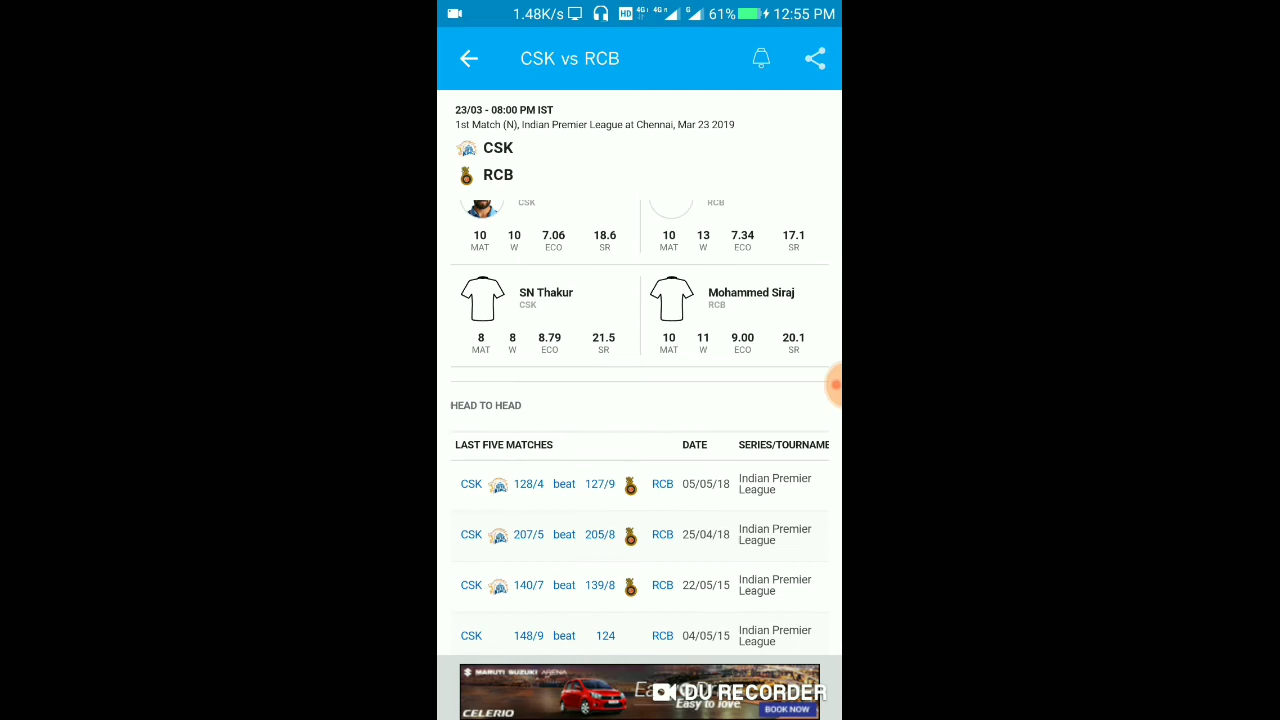 1.48K/s HD 4G 4G G 61% 12:55 PM
CSK vs RCB
23/03 - 08:00 PM IST
1st Match (N), Indian Premier League at Chennai, Mar 23 2019
CSK
RCB
CSK RCB
10 10 7.06 18.6 10 13 7.34 17.1
MAT W ECO SR MAT W ECO SR
SN Thakur Mohammed Siraj
CSK RCB
8 8 8.79 21.5 10 11 9.00 20.1
MAT W ECO SR MAT W ECO SR
HEAD TO HEAD
LAST FIVE MATCHES DATE SERIES/TOURNAME
CSK 128/4 beat 127/9 RCB 05/05/18 Indian Premier
League
CSK 207/5 beat 205/8 RCB 25/04/18 Indian Premier
League
CSK 140/7 beat 139/8 RCB 22/05/15 Indian Premier
League
CSK 148/9 beat 124 RCB 04/05/15 Indian Premier
League
MARUTI SUZUKI ARENA
DU RECORDER
Easy to love
CELERIO BOOK NOW